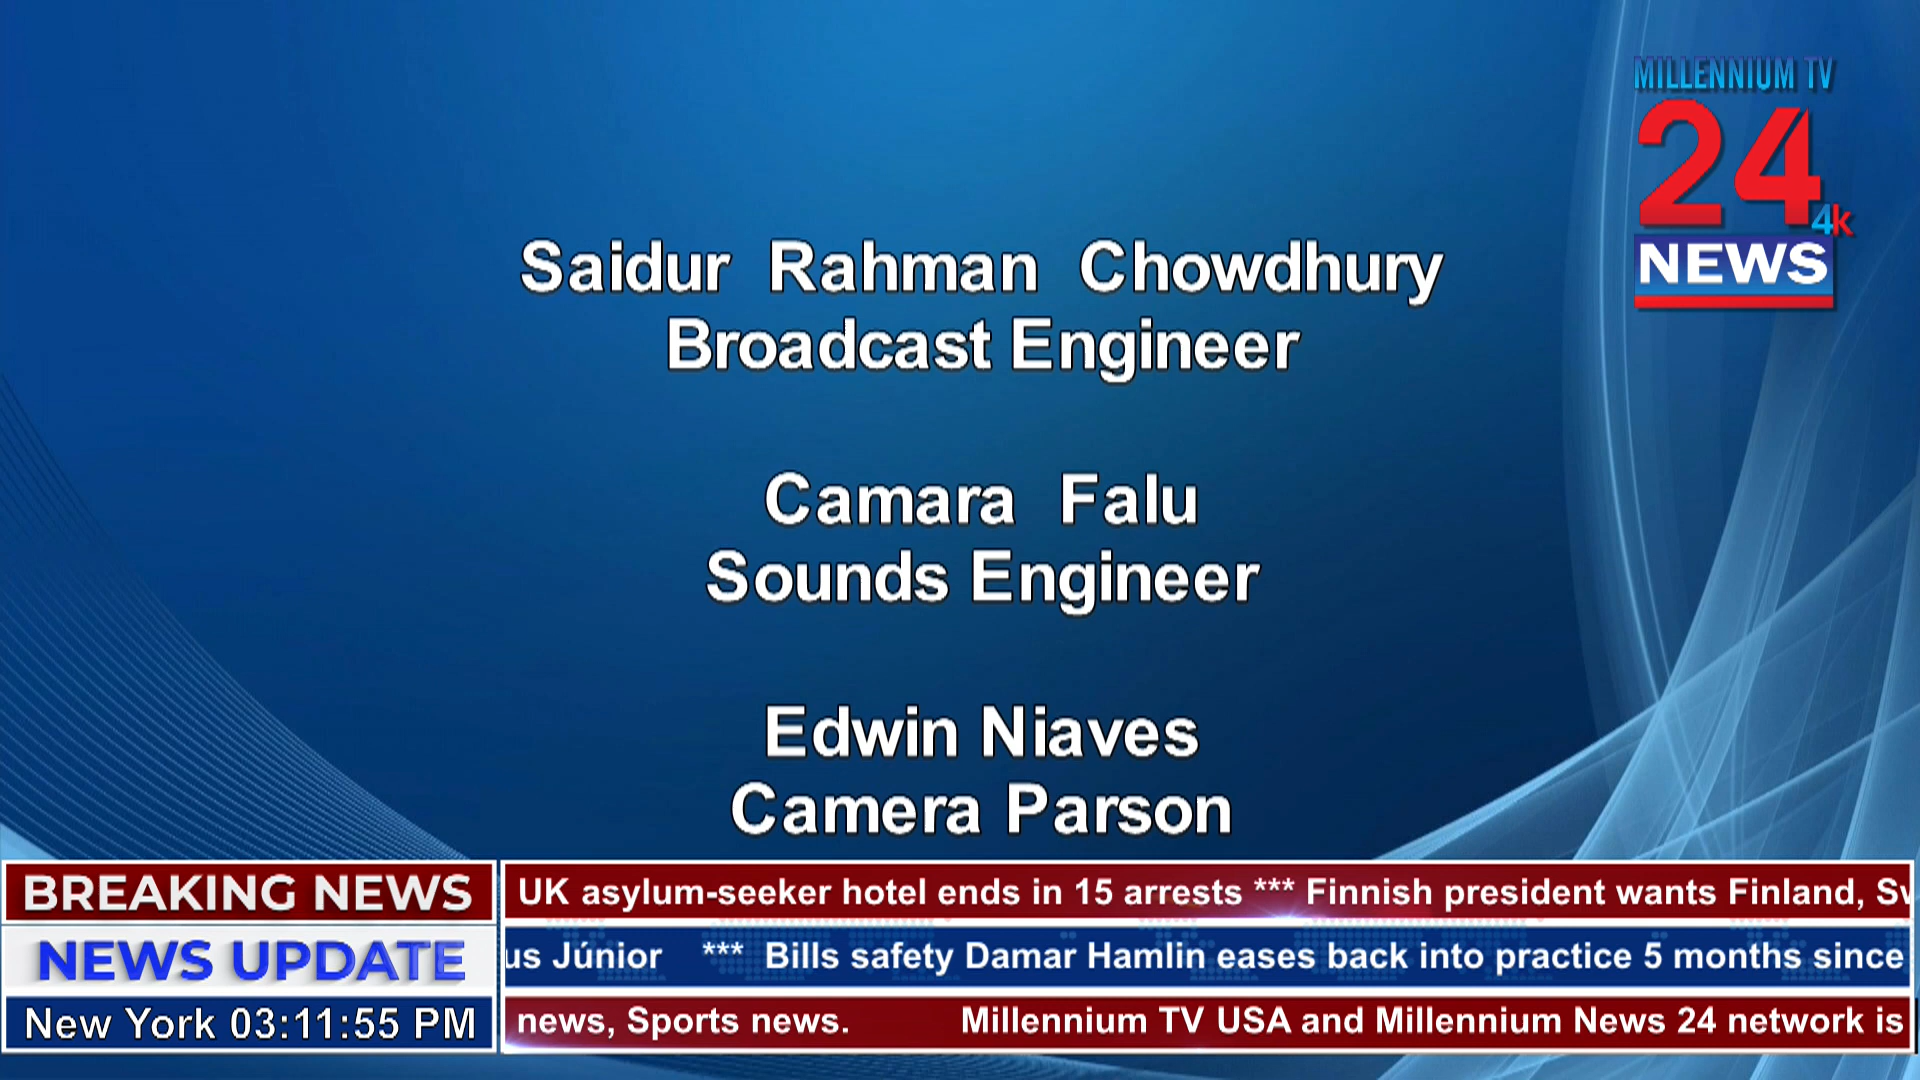 MILLENNIUM TV
24
4k
NEWS
Saidur Rahman Chowdhury
Broadcast Engineer
Camara Falu
Sounds Engineer
Edwin Niaves
Camera Parson
BREAKING NEWS
UK asylum-seeker hotel ends in 15 arrests *** Finnish president wants Finland,
NEWS UPDATE
Júnior *** Bills safety Damar Hamlin eases back into practice 5 months since
New York 03:11:55 PM
news, Sports news. Millennium TV USA and Millennium News 24 network is